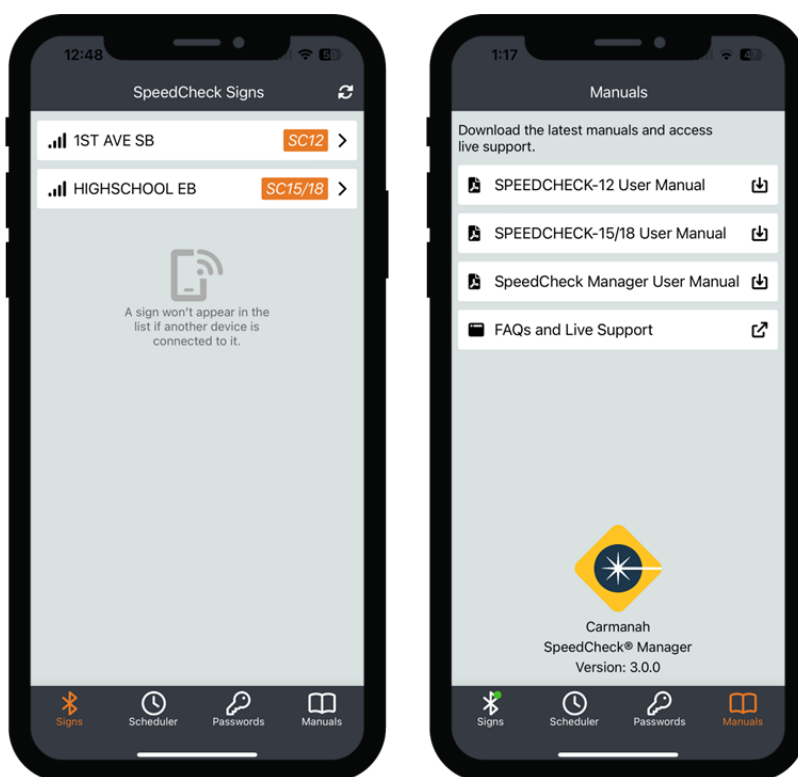 12:48
50
SpeedCheck Signs
1ST AVE SB
SC12
HIGHSCHOOL EB
SC15/18
A sign won't appear in the
list if another device is
connected to it.
Signs
Scheduler
Passwords
Manuals
1:17
47
Manuals
Download the latest manuals and access
live support.
SPEEDCHECK-12 User Manual
SPEEDCHECK-15/18 User Manual
SpeedCheck Manager User Manual
FAQs and Live Support
Carmanah
SpeedCheck® Manager
Version: 3.0.0
Signs
Scheduler
Passwords
Manuals